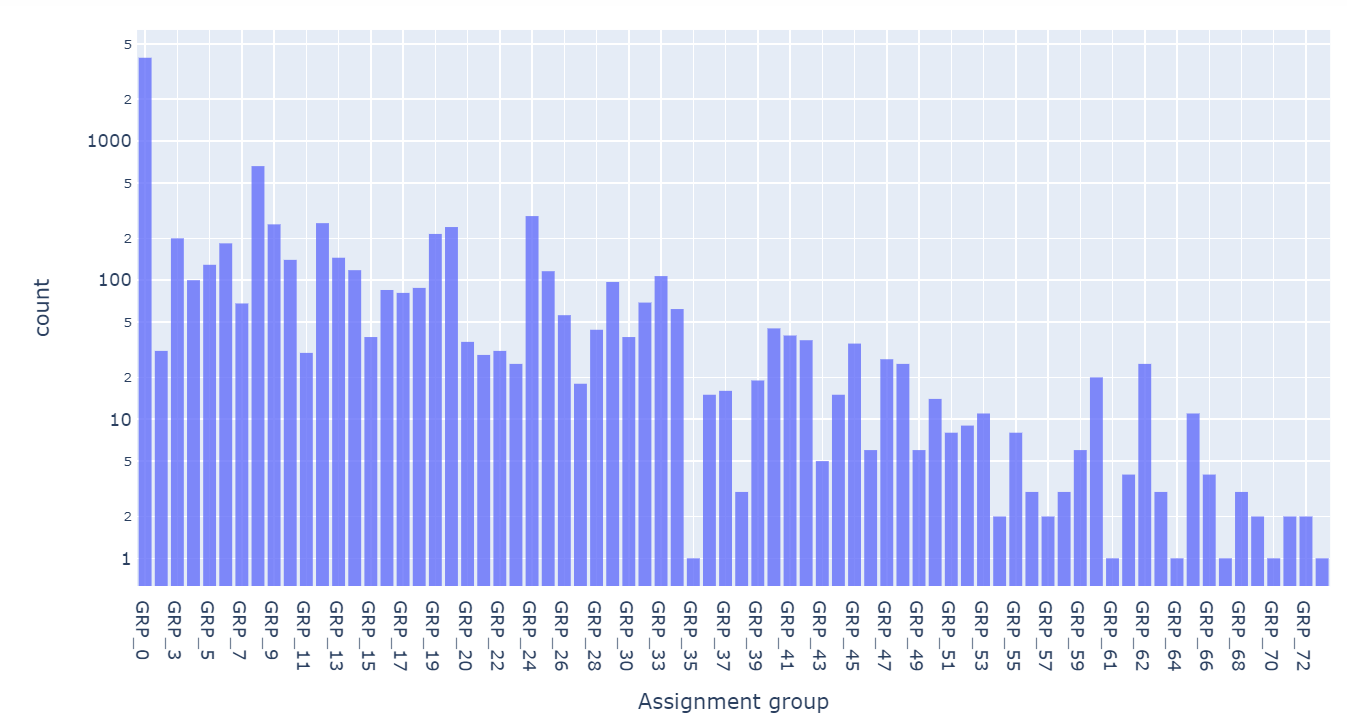 5
2
1000
5
2
100
5
2
10
5
2
1
count
GRP_0
GRP_3
GRP_5
GRP_7
GRP_9
GRP_11
GRP_13
GRP_15
GRP_17
GRP_19
GRP_20
GRP_22
GRP_24
GRP_26
GRP_28
GRP_30
GRP_33
GRP_35
GRP_37
GRP_39
GRP_41
GRP_43
GRP_45
GRP_47
GRP_49
GRP_51
GRP_53
GRP_55
GRP_57
GRP_59
GRP_61
GRP_62
GRP_64
GRP_66
GRP_68
GRP_70
GRP_72
Assignment group